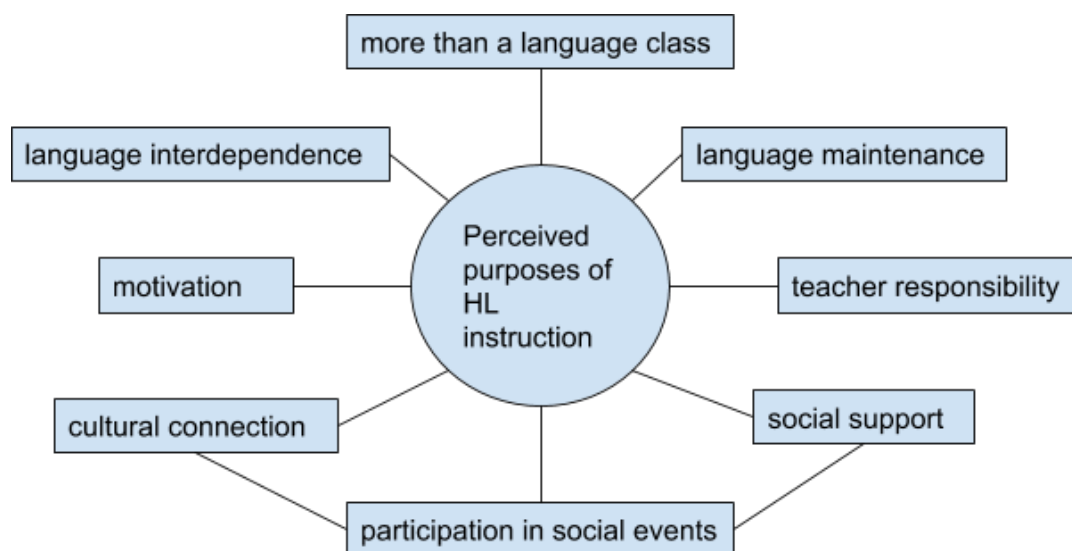 more than a language class
language interdependence
language maintenance
Perceived
purposes of
HL
instruction
motivation
teacher responsibility
cultural connection
social support
participation in social events